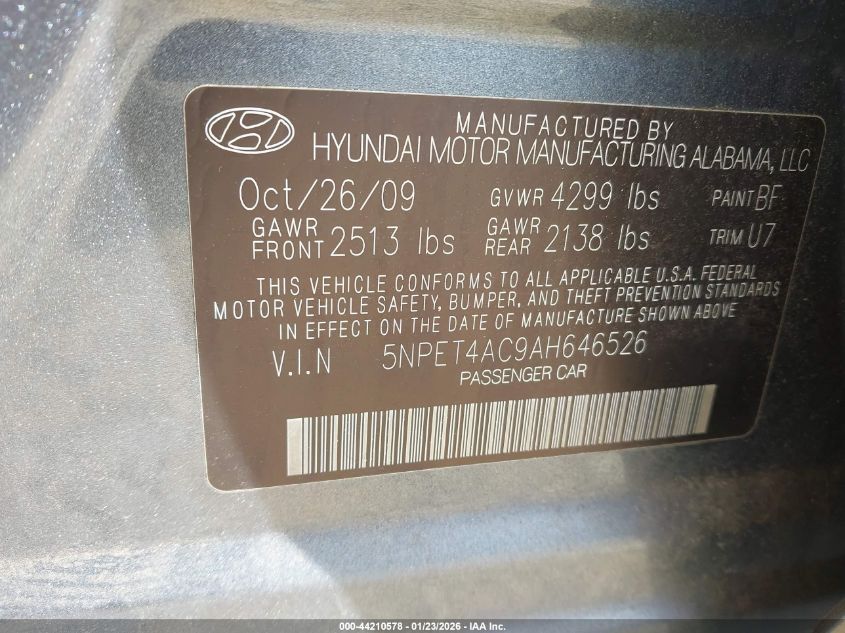 MANUFACTURED BY
HYUNDAI MOTOR MANUFACTURING ALABAMA, LLC
Oct/26/09 GVWR 4299 lbs PAINT BF
GAWR FRONT 2513 lbs GAWR REAR 2138 lbs TRIM U7
THIS VEHICLE CONFORMS TO ALL APPLICABLE U.S.A. FEDERAL
MOTOR VEHICLE SAFETY, BUMPER, AND THEFT PREVENTION STANDARDS
IN EFFECT ON THE DATE OF MANUFACTURE SHOWN ABOVE
V.I.N 5NPET4AC9AH646526
PASSENGER CAR
000-44210578 - 01/23/2026 - IAA Inc.